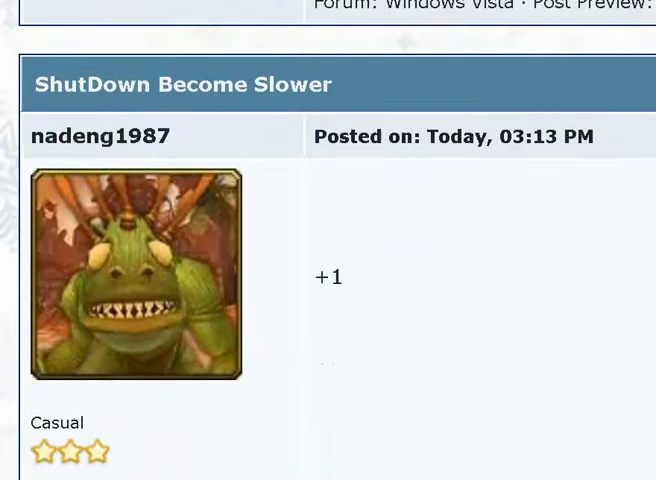 Forum: Windows Vista · Post Preview:
ShutDown Become Slower
nadeng1987
Posted on: Today, 03:13 PM
+1
Casual